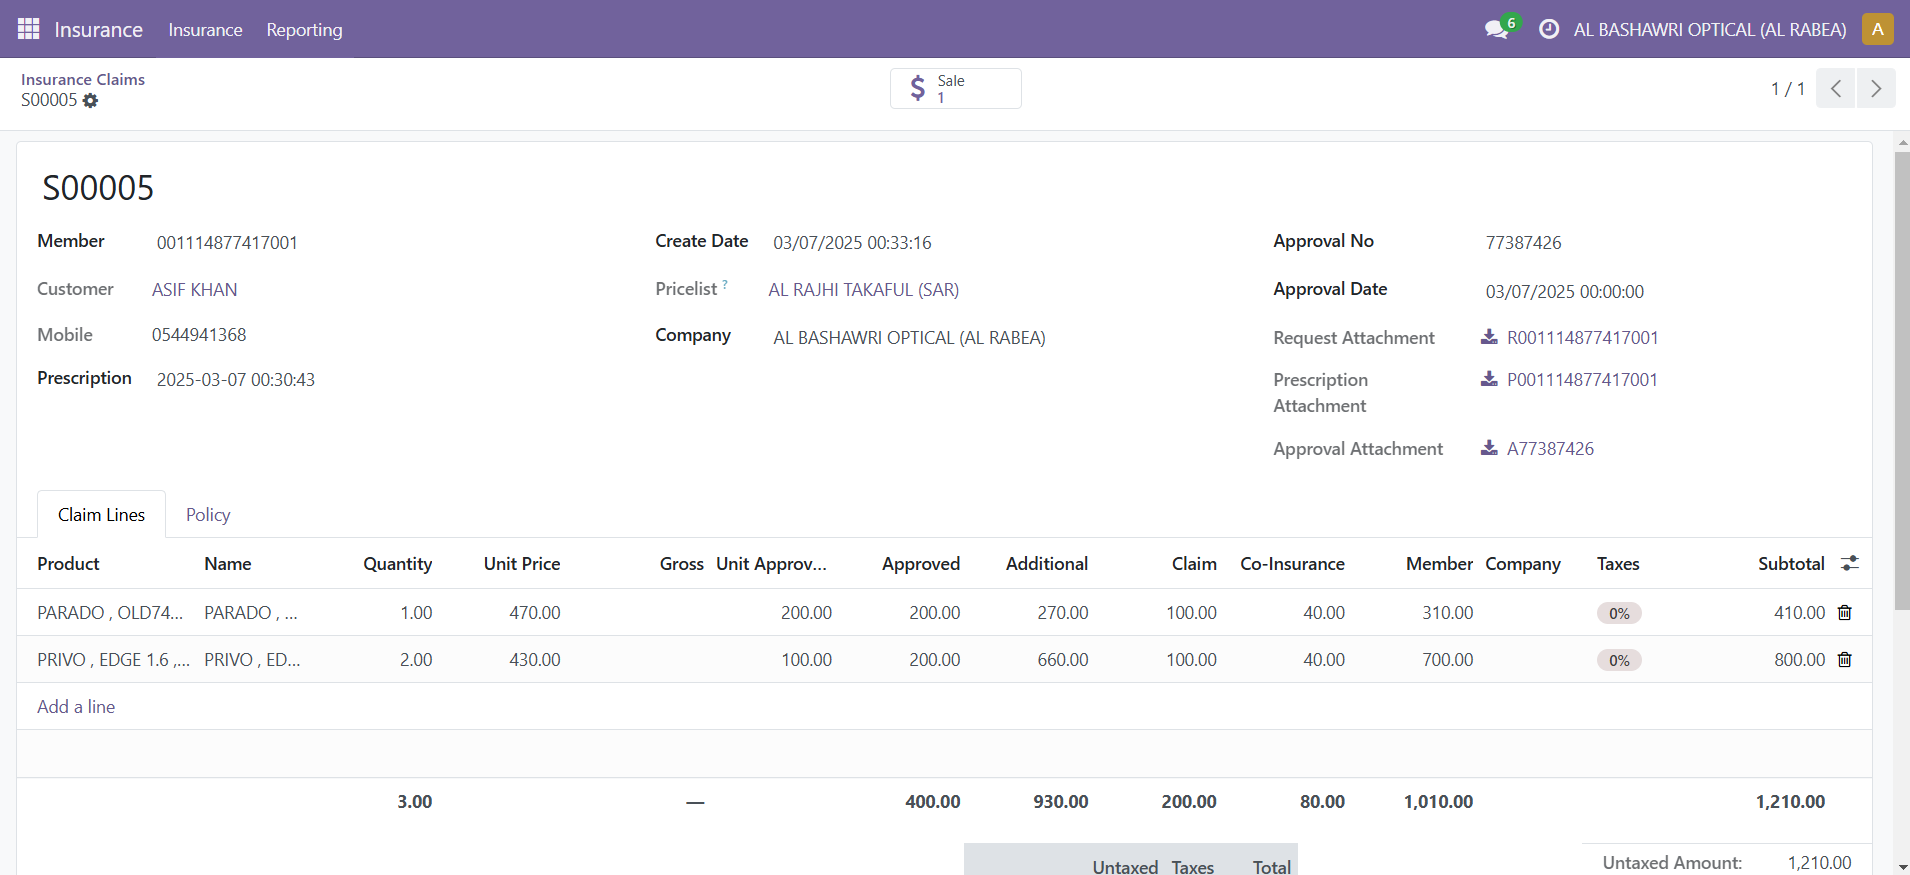 Insurance Insurance Reporting 6 AL BASHAWRI OPTICAL (AL RABEA) A
Insurance Claims
S00005
$ Sale
1
1 / 1
S00005
Member 001114877417001 Create Date 03/07/2025 00:33:16 Approval No 77387426
Customer ASIF KHAN Pricelist ? AL RAJHI TAKAFUL (SAR) Approval Date 03/07/2025 00:00:00
Mobile 0544941368 Company AL BASHAWRI OPTICAL (AL RABEA) Request Attachment R001114877417001
Prescription 2025-03-07 00:30:43 Prescription P001114877417001
Attachment
Approval Attachment A77387426
Claim Lines Policy
Product Name Quantity Unit Price Gross Unit Approv... Approved Additional Claim Co-Insurance Member Company Taxes Subtotal
PARADO , OLD74... PARADO , ... 1.00 470.00 200.00 200.00 270.00 100.00 40.00 310.00 0% 410.00
PRIVO , EDGE 1.6 ,... PRIVO , ED... 2.00 430.00 100.00 200.00 660.00 100.00 40.00 700.00 0% 800.00
Add a line
3.00 — 400.00 930.00 200.00 80.00 1,010.00 1,210.00
Untaxed Taxes Total Untaxed Amount: 1,210.00